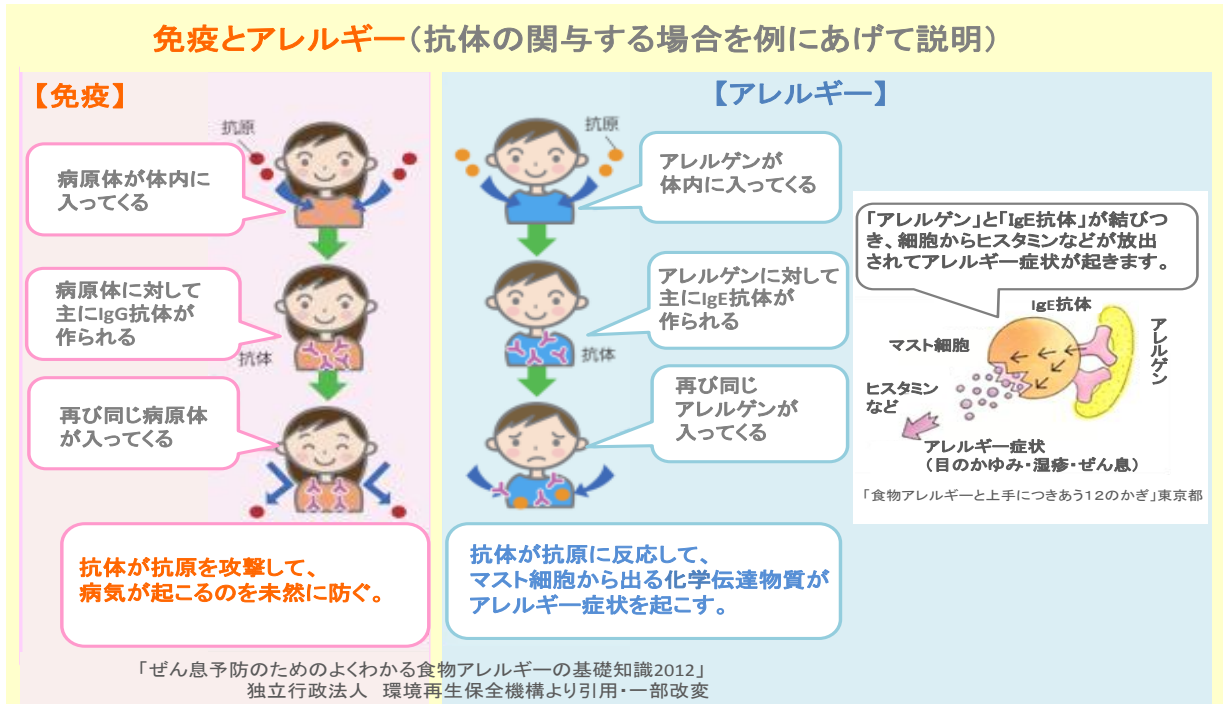 免疫とアレルギー(抗体の関与する場合を例にあげて説明)
【免疫】
抗原
病原体が体内に
入ってくる
病原体に対して
主にIgG抗体が
作られる
抗体
再び同じ病原体
が入ってくる
抗体が抗原を攻撃して、
病気が起こるのを未然に防ぐ。
【アレルギー】
抗原
アレルゲンが
体内に入ってくる
アレルゲンに対して
主にIgE抗体が
作られる
抗体
再び同じ
アレルゲンが
入ってくる
抗体が抗原に反応して、
マスト細胞から出る化学伝達物質が
アレルギー症状を起こす。
「アレルゲン」と「IgE抗体」が結びつ
き、細胞からヒスタミンなどが放出
されてアレルギー症状が起きます。
IgE抗体
マスト細胞
アレルゲン
ヒスタミン
など
アレルギー症状
(目のかゆみ・湿疹・ぜん息)
「食物アレルギーと上手につきあう12のかぎ」東京都
「ぜん息予防のためのよくわかる食物アレルギーの基礎知識2012」
独立行政法人 環境再生保全機構より引用・一部改変